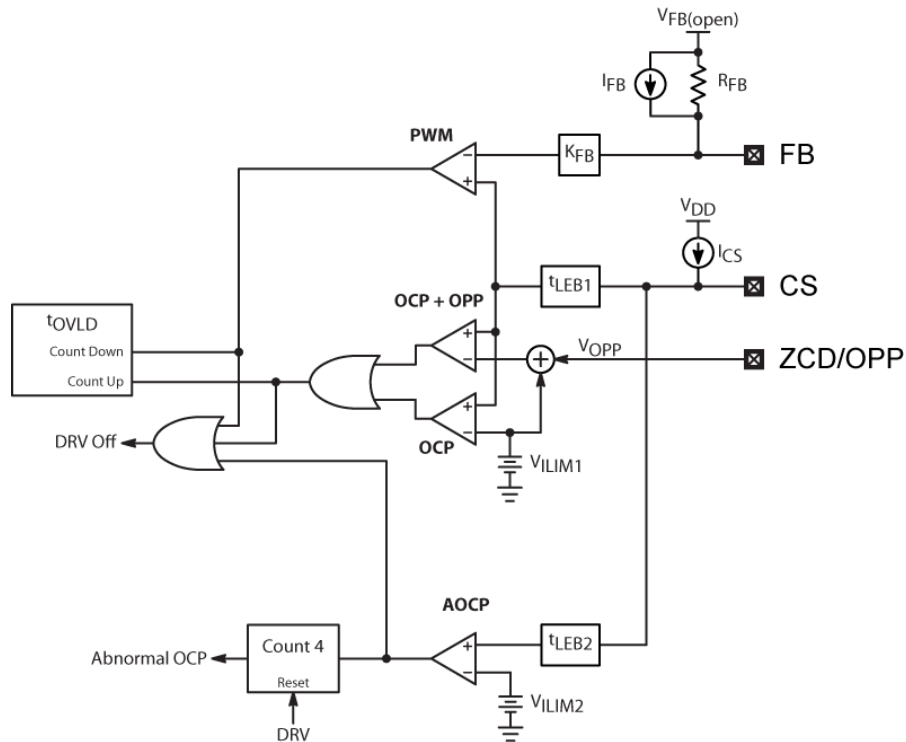 VFB(open)
IFB
RFB
PWM
−
+
KFB
FB
VDD
ICS
CS
tLEB1
OCP + OPP
+
−
VOPP
+
ZCD/OPP
tOVLD
Count Down
Count Up
+
−
OCP
VILIM1
DRV Off
AOCP
+
−
tLEB2
Abnormal OCP
Count 4
Reset
VILIM2
DRV